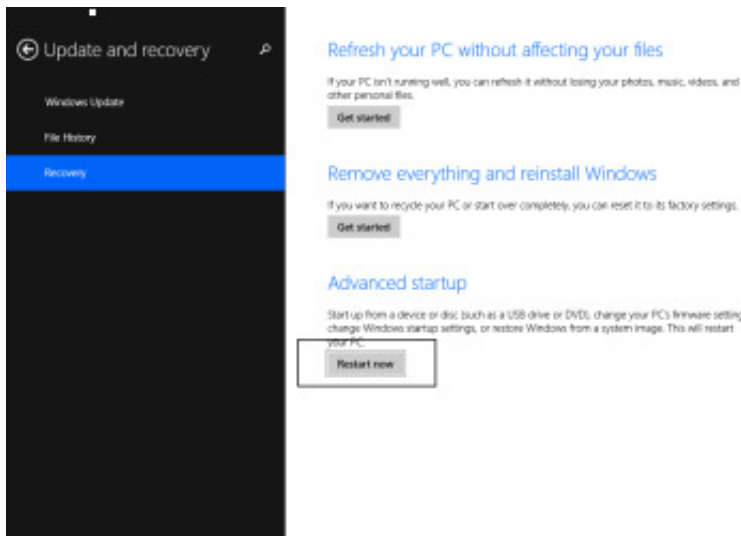 Update and recovery
Windows Update
File History
Recovery
Refresh your PC without affecting your files
If your PC isn't running well, you can refresh it without losing your photos, music, videos, and
other personal files.
Get started
Remove everything and reinstall Windows
If you want to recycle your PC or start over completely, you can reset it to its factory settings.
Get started
Advanced startup
Start up from a device or disc (such as a USB drive or DVD), change your PC's firmware setting
change Windows startup settings, or restore Windows from a system image. This will restart
your PC.
Restart now